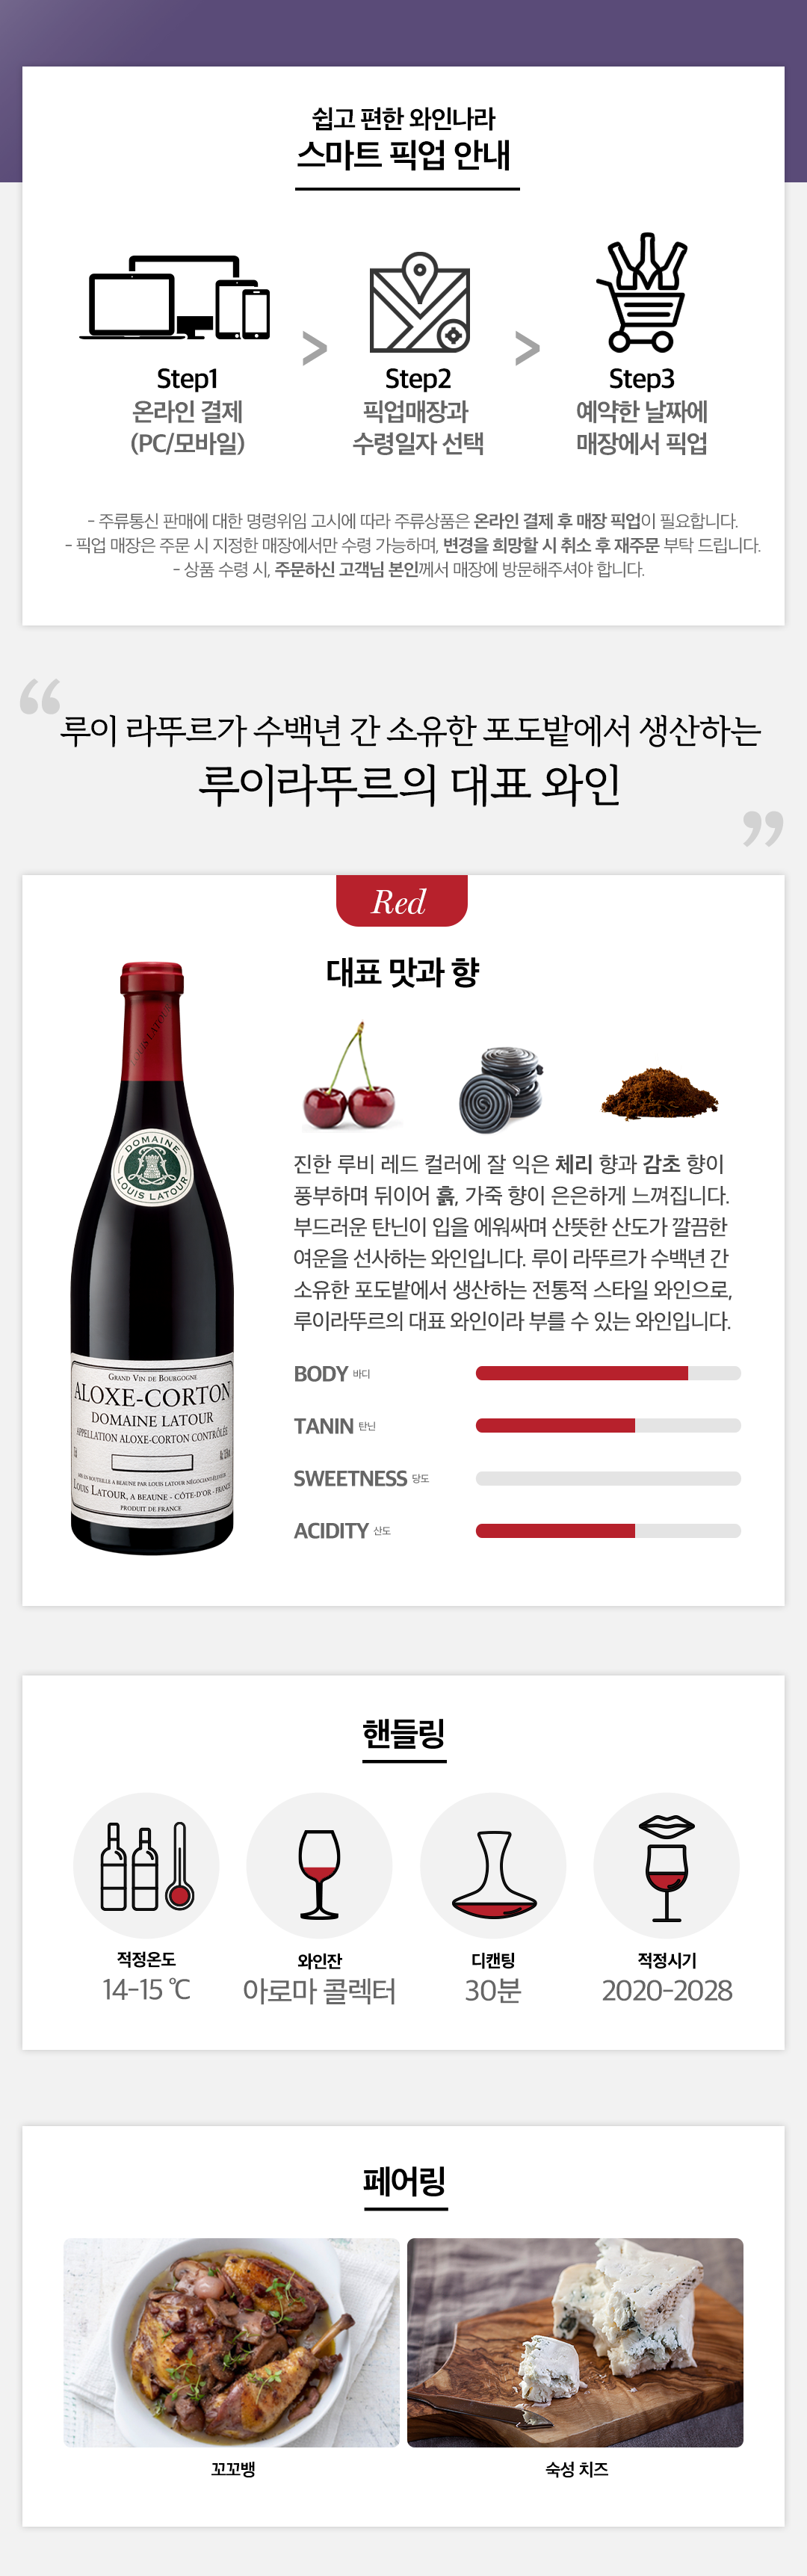 쉽고 편한 와인나라
스마트 픽업 안내
>
>
Step1
온라인 결제
(PC/모바일)
Step2
픽업매장과
수령일자 선택
Step3
예약한 날짜에
매장에서 픽업
- 주류통신 판매에 대한 명령위임 고시에 따라 주류상품은 온라인 결제 후 매장 픽업이 필요합니다.
- 픽업 매장은 주문 시 지정한 매장에서만 수령 가능하며, 변경을 희망할 시 취소 후 재주문 부탁 드립니다.
- 상품 수령 시, 주문하신 고객님 본인께서 매장에 방문해주셔야 합니다.
“루이 라뚜르가 수백년 간 소유한 포도밭에서 생산하는
루이라뚜르의 대표 와인”
Red
대표 맛과 향
진한 루비 레드 컬러에 잘 익은 체리 향과 감초 향이
풍부하며 뒤이어 흙, 가죽 향이 은은하게 느껴집니다.
부드러운 탄닌이 입을 에워싸며 산뜻한 산도가 깔끔한
여운을 선사하는 와인입니다. 루이 라뚜르가 수백년 간
소유한 포도밭에서 생산하는 전통적 스타일 와인으로,
루이라뚜르의 대표 와인이라 부를 수 있는 와인입니다.
BODY 바디
TANIN 탄닌
SWEETNESS 당도
ACIDITY 산도
LOUIS LATOUR
DOMAINE
LOUIS LATOUR
GRAND VIN DE BOURGOGNE
ALOXE-CORTON
DOMAINE LATOUR
APPELLATION ALOXE-CORTON CONTRÔLÉE
MIS EN BOUTEILLE A BEAUNE PAR LOUIS LATOUR NÉGOCIANT-ÉLEVEUR
LOUIS LATOUR, A BEAUNE - CÔTE-D'OR - FRANCE
PRODUIT DE FRANCE
핸들링
적정온도
14-15 ℃
와인잔
아로마 콜렉터
디캔팅
30분
적정시기
2020-2028
페어링
꼬꼬뱅
숙성 치즈